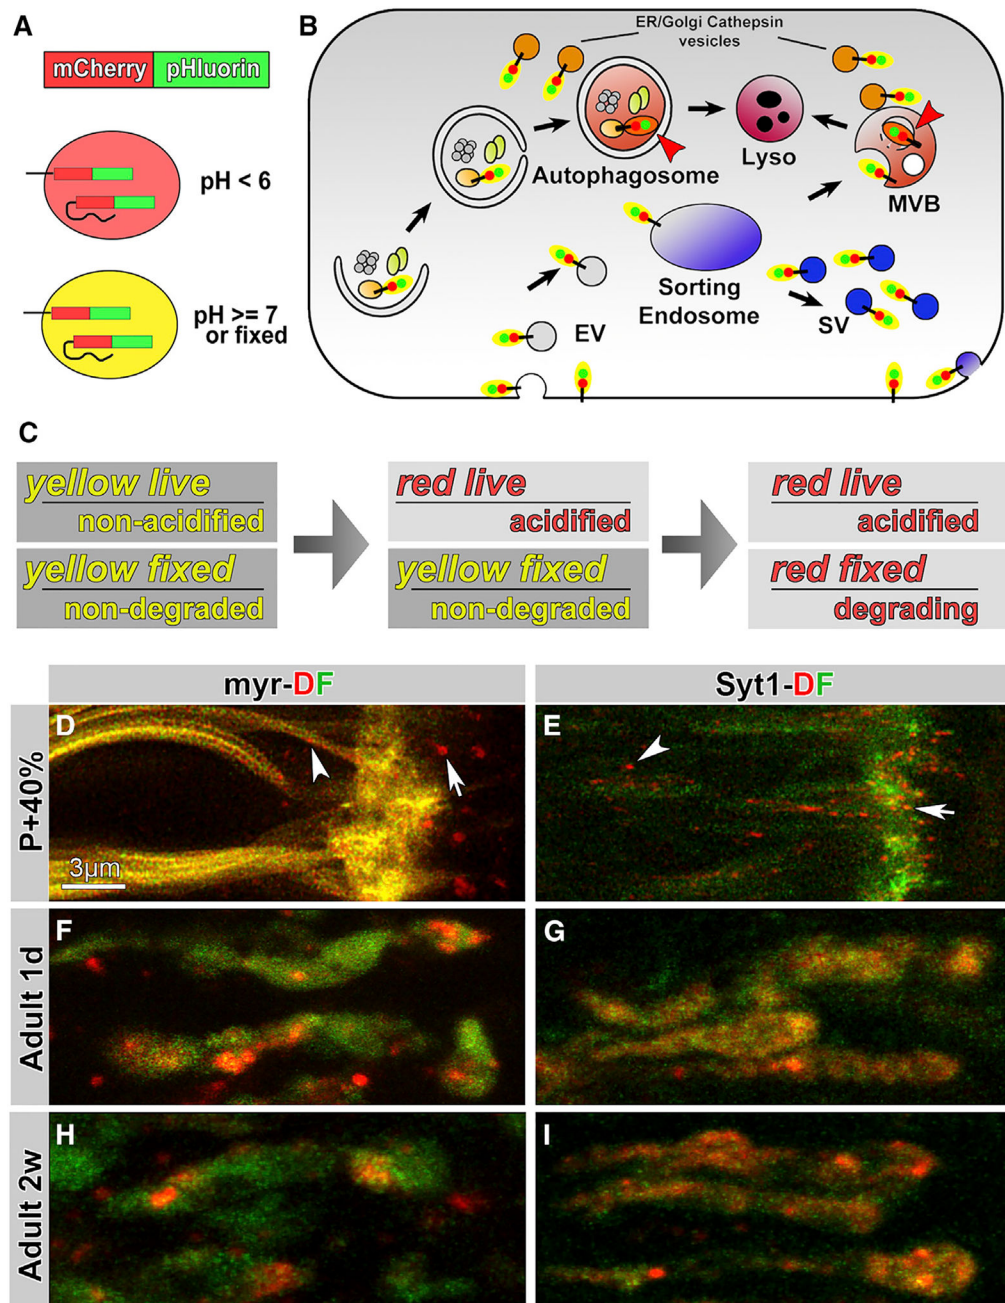 A
mCherry pHluorin
pH < 6
pH >= 7
or fixed
B
ER/Golgi Cathepsin
vesicles
Autophagosome
Lyso
MVB
Sorting
Endosome
EV
SV
C
yellow live
non-acidified
yellow fixed
non-degraded
red live
acidified
yellow fixed
non-degraded
red live
acidified
red fixed
degrading
myr-DF
Syt1-DF
P+40%
D
3µm
E
Adult 1d
F
G
Adult 2w
H
I